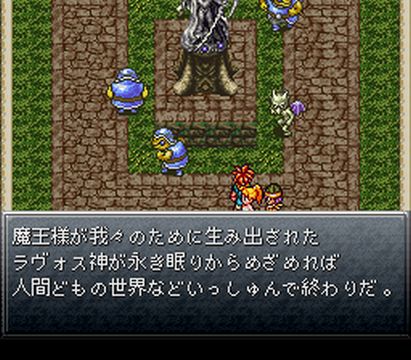 魔王様が我々のために生み出された
ラヴォス神が永き眠りからめざめれば
人間どもの世界などいっしゅんで終わりだ。